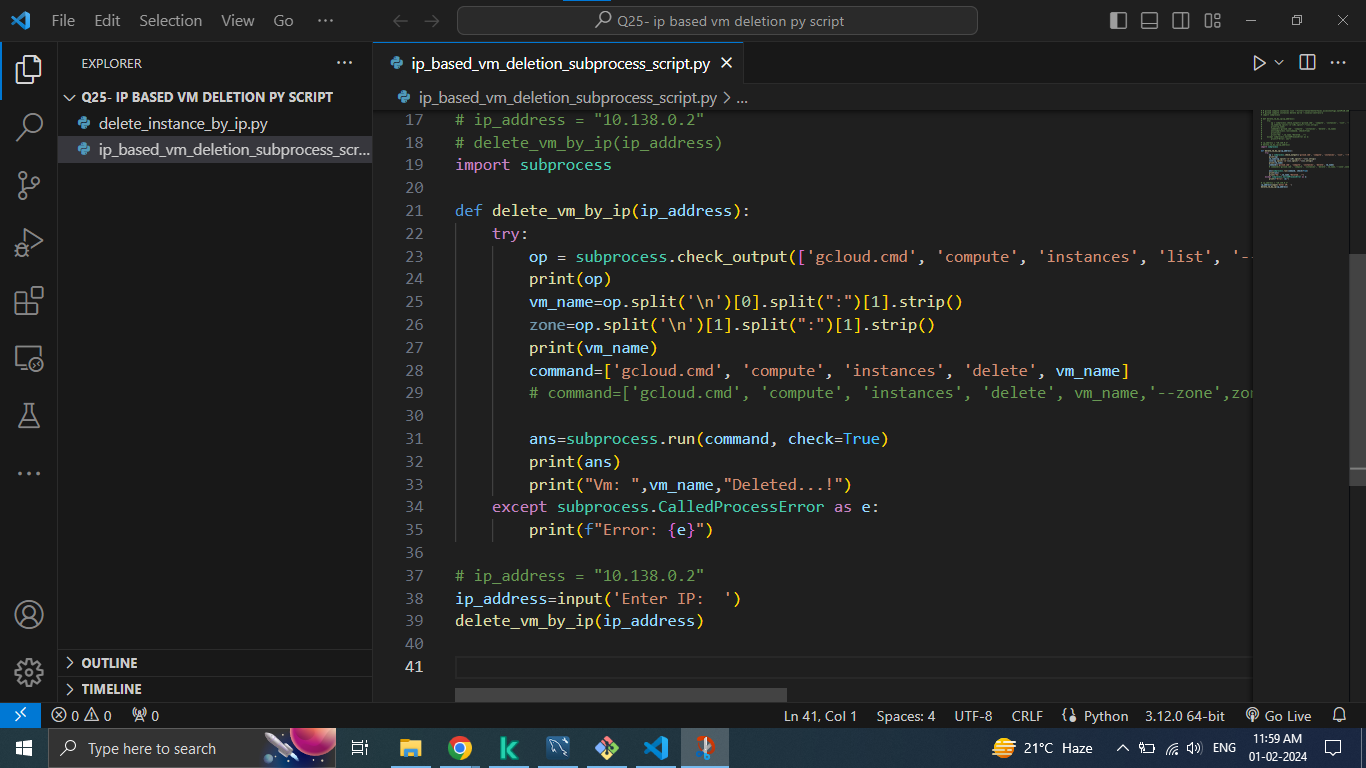 File Edit Selection View Go ···
Q25- ip based vm deletion py script
EXPLORER
Q25- IP BASED VM DELETION PY SCRIPT
delete_instance_by_ip.py
ip_based_vm_deletion_subprocess_scr...
OUTLINE
TIMELINE
ip_based_vm_deletion_subprocess_script.py
ip_based_vm_deletion_subprocess_script.py > ...
17 # ip_address = "10.138.0.2"
18 # delete_vm_by_ip(ip_address)
19 import subprocess
20
21 def delete_vm_by_ip(ip_address):
22     try:
23         op = subprocess.check_output(['gcloud.cmd', 'compute', 'instances', 'list', '--
24         print(op)
25         vm_name=op.split('\n')[0].split(":")[1].strip()
26         zone=op.split('\n')[1].split(":")[1].strip()
27         print(vm_name)
28         command=['gcloud.cmd', 'compute', 'instances', 'delete', vm_name]
29         # command=['gcloud.cmd', 'compute', 'instances', 'delete', vm_name,'--zone',zon
30
31         ans=subprocess.run(command, check=True)
32         print(ans)
33         print("Vm: ",vm_name,"Deleted...!")
34     except subprocess.CalledProcessError as e:
35         print(f"Error: {e}")
36
37 # ip_address = "10.138.0.2"
38 ip_address=input('Enter IP:  ')
39 delete_vm_by_ip(ip_address)
40
41
0 0 0 Ln 41, Col 1 Spaces: 4 UTF-8 CRLF Python 3.12.0 64-bit Go Live
Type here to search
21°C Haze
ENG
11:59 AM
01-02-2024